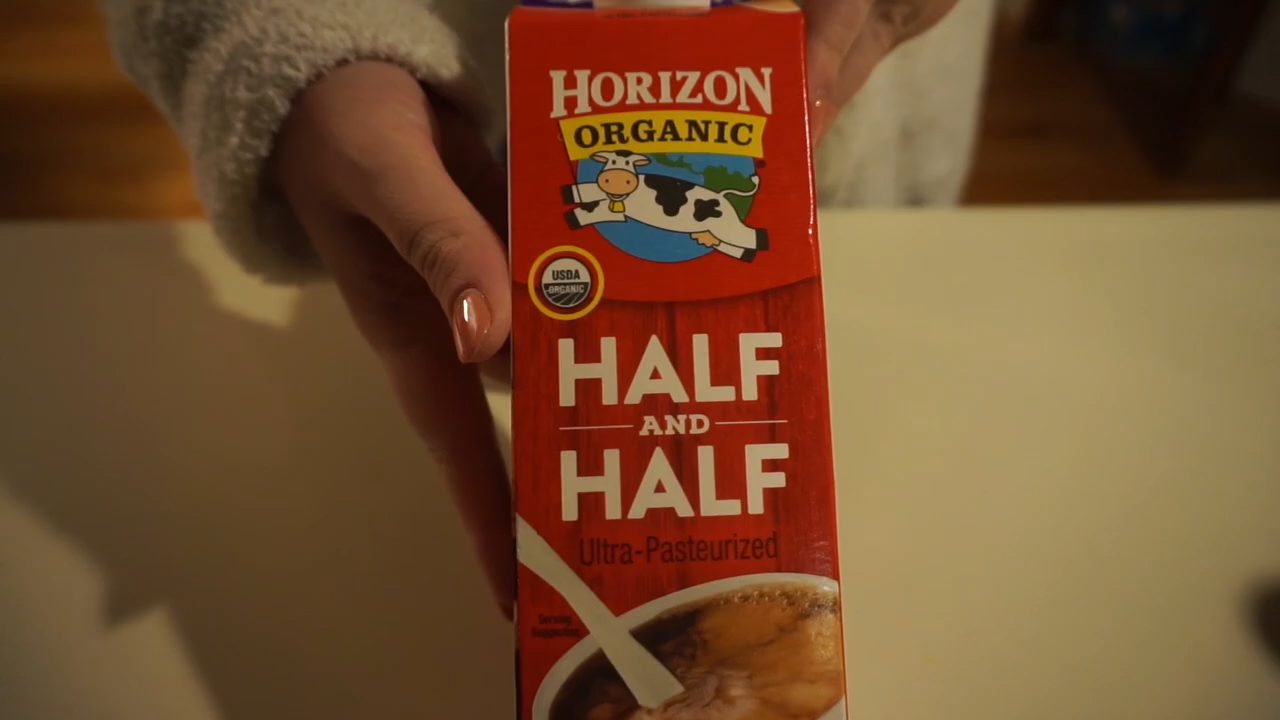 HORIZON
ORGANIC
USDA
ORGANIC
HALF
AND
HALF
Ultra-Pasteurized
Serving
Suggestion